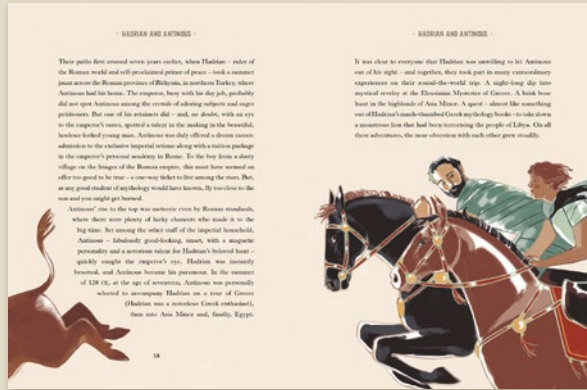 · HADRIAN AND ANTINOUS ·
Their paths first crossed seven years earlier, when Hadrian – ruler of
the Roman world and self-proclaimed prince of peace – took a summer
jaunt across the Roman province of Bithynia, in northern Turkey, where
Antinous had his home. The emperor, busy with his day job, probably
did not spot Antinous among the crowds of adoring subjects and eager
petitioners. But one of his retainers did – and, no doubt, with an eye
to the emperor's tastes, spotted a talent in the making in the beautiful,
luscious-locked young man. Antinous was duly offered a dream career:
admission to the exclusive imperial retinue along with a tuition package
in the emperor's personal academy in Rome. To the boy from a dusty
village on the fringes of the Roman empire, this must have seemed an
offer too good to be true – a one-way ticket to live among the stars. But,
as any good student of mythology would have known, fly too close to the
sun and you might get burned.
Antinous' rise to the top was meteoric even by Roman standards,
where there were plenty of lucky chancers who made it to the
big time. Set among the other staff of the imperial household,
Antinous – fabulously good-looking, smart, with a magnetic
personality and a notorious talent for Hadrian's beloved hunt –
quickly caught the emperor's eye. Hadrian was instantly
besotted, and Antinous became his paramour. In the summer
of 128 CE, at the age of seventeen, Antinous was personally
selected to accompany Hadrian on a tour of Greece
(Hadrian was a notorious Greek enthusiast),
then into Asia Minor and, finally, Egypt.
18
· HADRIAN AND ANTINOUS ·
It was clear to everyone that Hadrian was unwilling to let Antinous
out of his sight – and together, they took part in many extraordinary
experiences on their round-the-world trip. A night-long dip into
mystical revelry at the Eleusinian Mysteries of Greece. A brisk bear
hunt in the highlands of Asia Minor. A quest – almost like something
out of Hadrian's much-thumbed Greek mythology books – to take down
a monstrous lion that had been terrorising the people of Libya. On all
their adventures, the near-obsession with each other grew steadily.